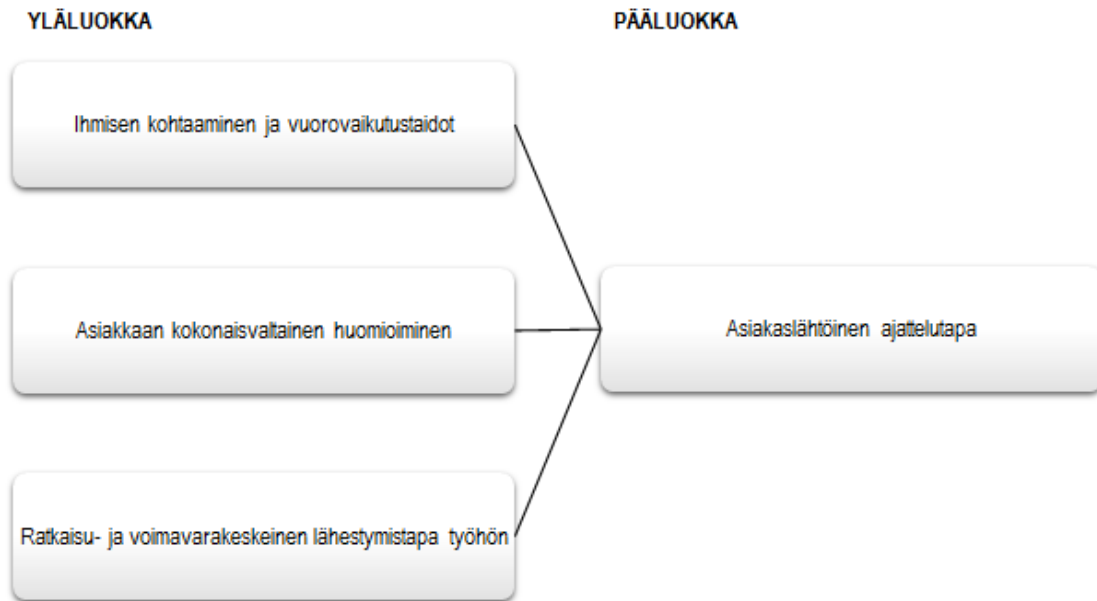 YLÄLUOKKA
PÄÄLUOKKA
Ihmisen kohtaaminen ja vuorovaikutustaidot
Asiakkaan kokonaisvaltainen huomioiminen
Asiakaslähtöinen ajattelutapa
Ratkaisu- ja voimavarakeskeinen lähestymistapa työhön